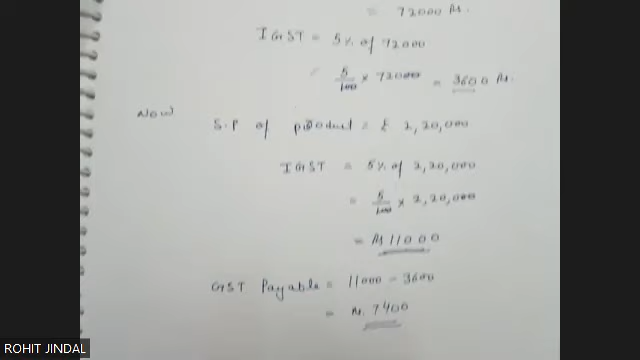 = 72000 Rs.
IGST = 5% of 72000
= 5/100 × 72000 = 3600 Rs.
Now
S.P of product = ₹ 2,20,000
IGST = 5% of 2,20,000
= 5/100 × 2,20,000
= Rs 11000
GST Payable = 11000 - 3600
= Rs. 7400
ROHIT JINDAL